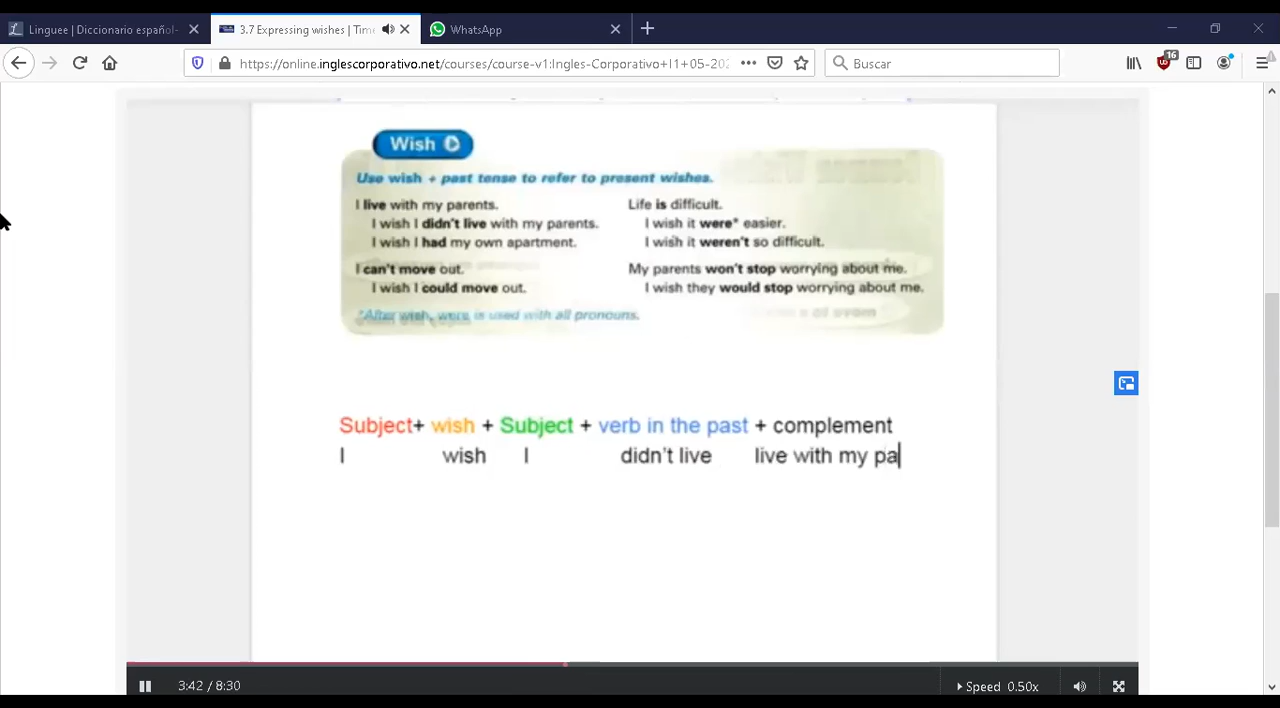 Linguee | Diccionario español-
3.7 Expressing wishes | Time
WhatsApp
https://online.inglescorporativo.net/courses/course-v1:Ingles-Corporativo+I1+05-202
Buscar
16
Wish
Use wish + past tense to refer to present wishes.
I live with my parents.
I wish I didn't live with my parents.
I wish I had my own apartment.
I can't move out.
I wish I could move out.
*After wish, were is used with all pronouns.
Life is difficult.
I wish it were* easier.
I wish it weren't so difficult.
My parents won't stop worrying about me.
I wish they would stop worrying about me.
Subject+ wish + Subject + verb in the past + complement
I wish I didn't live live with my pa
3:42 / 8:30
Speed 0.50x